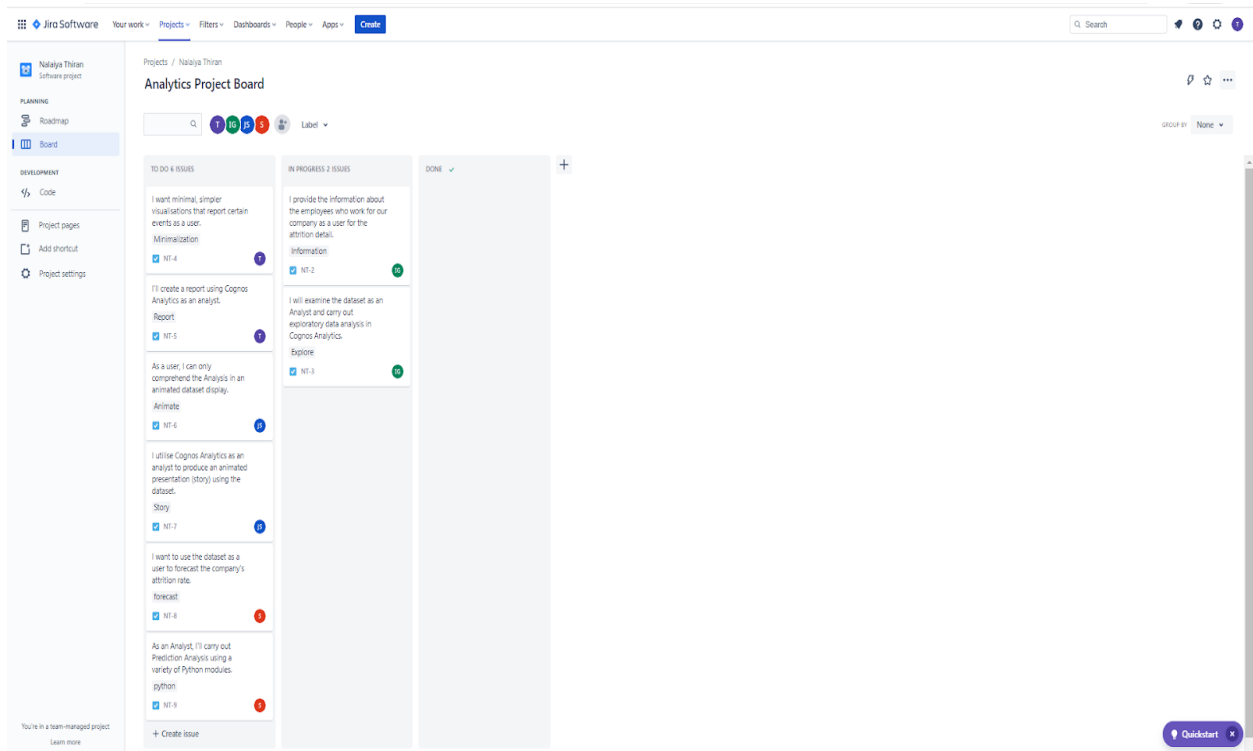 Jira Software
Your work
Projects
Filters
Dashboards
People
Apps
Create
Search
T
Nalaiya Thiran
Software project
PLANNING
Roadmap
Board
DEVELOPMENT
Code
Project pages
Add shortcut
Project settings
You're in a team-managed project
Learn more
Projects / Nalaiya Thiran
Analytics Project Board
T
IG
JS
S
Label
GROUP BY
None
TO DO 6 ISSUES
I want minimal, simpler
visualisations that report certain
events as a user.
Minimalization
NT-4
T
I'll create a report using Cognos
Analytics as an analyst.
Report
NT-5
T
As a user, I can only
comprehend the Analysis in an
animated dataset display.
Animate
NT-6
JS
I utilise Cognos Analytics as an
analyst to produce an animated
presentation (story) using the
dataset.
Story
NT-7
JS
I want to use the dataset as a
user to forecast the company's
attrition rate.
forecast
NT-8
S
As an Analyst, I'll carry out
Prediction Analysis using a
variety of Python modules.
python
NT-9
S
+ Create issue
IN PROGRESS 2 ISSUES
I provide the information about
the employees who work for our
company as a user for the
attrition detail.
Information
NT-2
IG
I will examine the dataset as an
Analyst and carry out
exploratory data analysis in
Cognos Analytics.
Explore
NT-3
IG
DONE
Quickstart